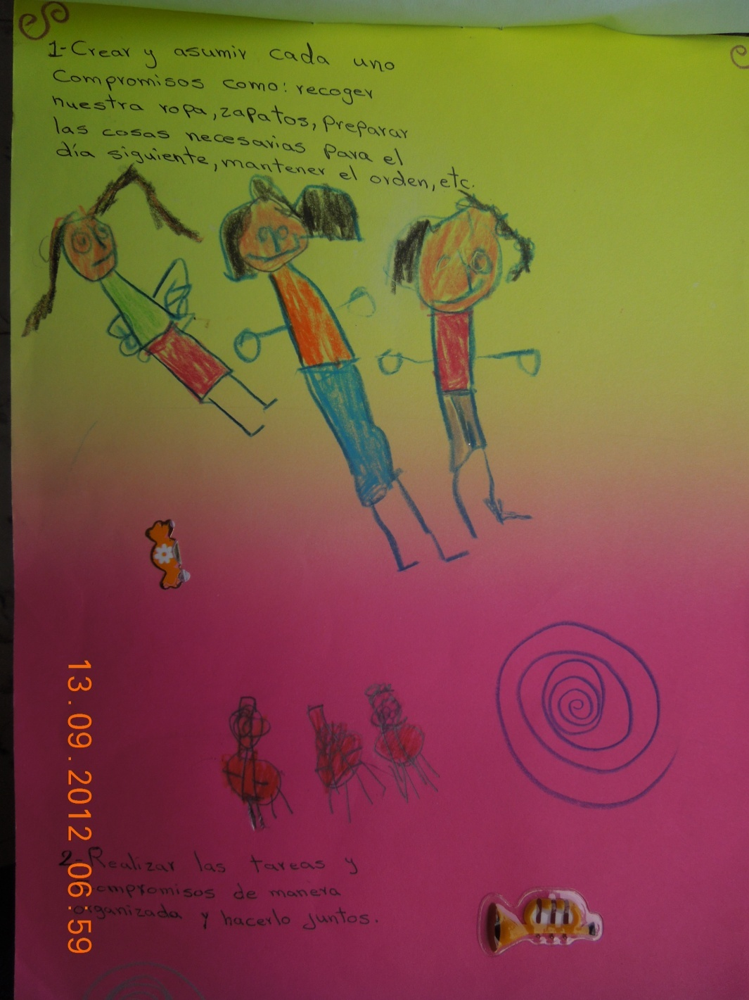 1-Crear y asumir cada uno
compromisos como: recoger
nuestra ropa, zapatos, preparar
las cosas necesarias para el
día siguiente, mantener el orden, etc.
2-Realizar las tareas y
compromisos de manera
organizada y hacerlo juntos.
13.09.2012 06:59